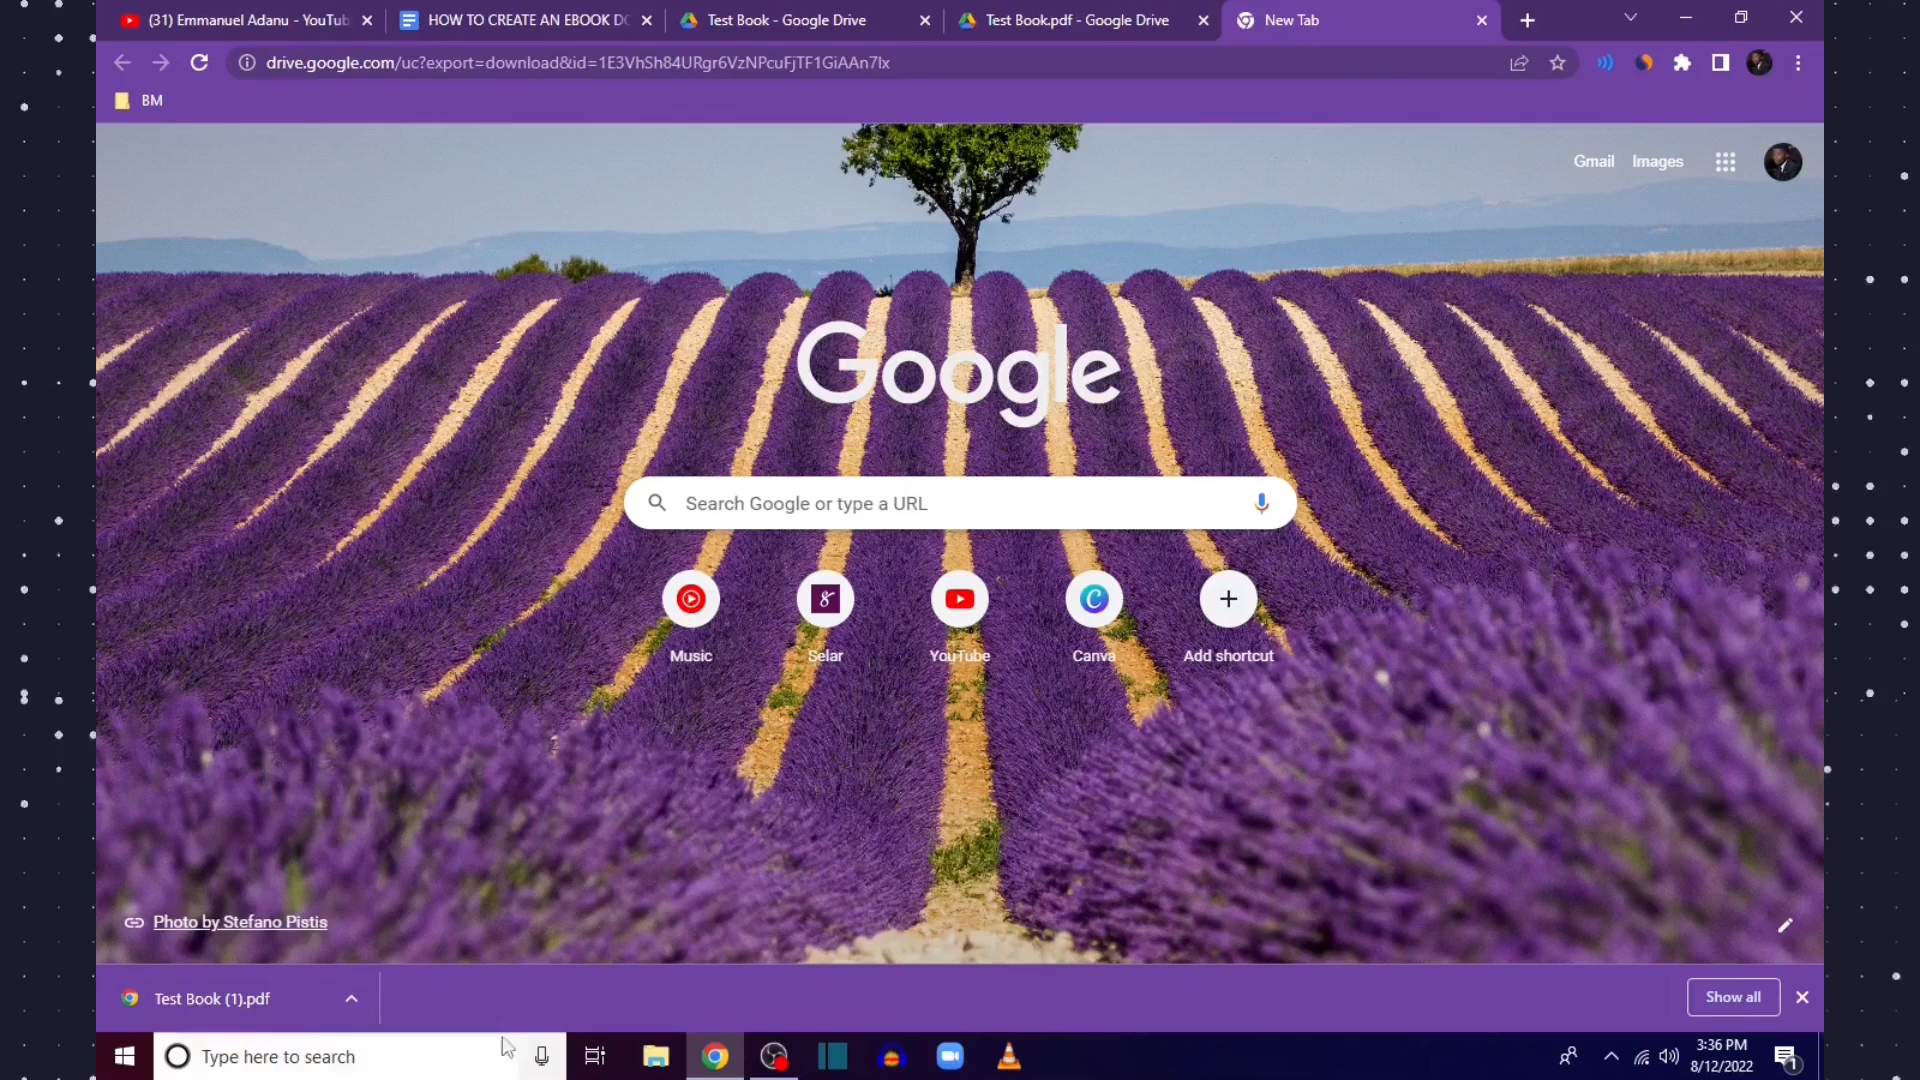 (31) Emmanuel Adanu - YouTub
HOW TO CREATE AN EBOOK DO
Test Book - Google Drive
Test Book.pdf - Google Drive
New Tab
drive.google.com/uc?export=download&id=1E3VhSh84URgr6VzNPcuFjTF1GiAAn7lx
BM
Gmail
Images
Google
Search Google or type a URL
Music
Selar
YouTube
Canva
Add shortcut
Photo by Stefano Pistis
Test Book (1).pdf
Show all
Type here to search
3:36 PM
8/12/2022
1